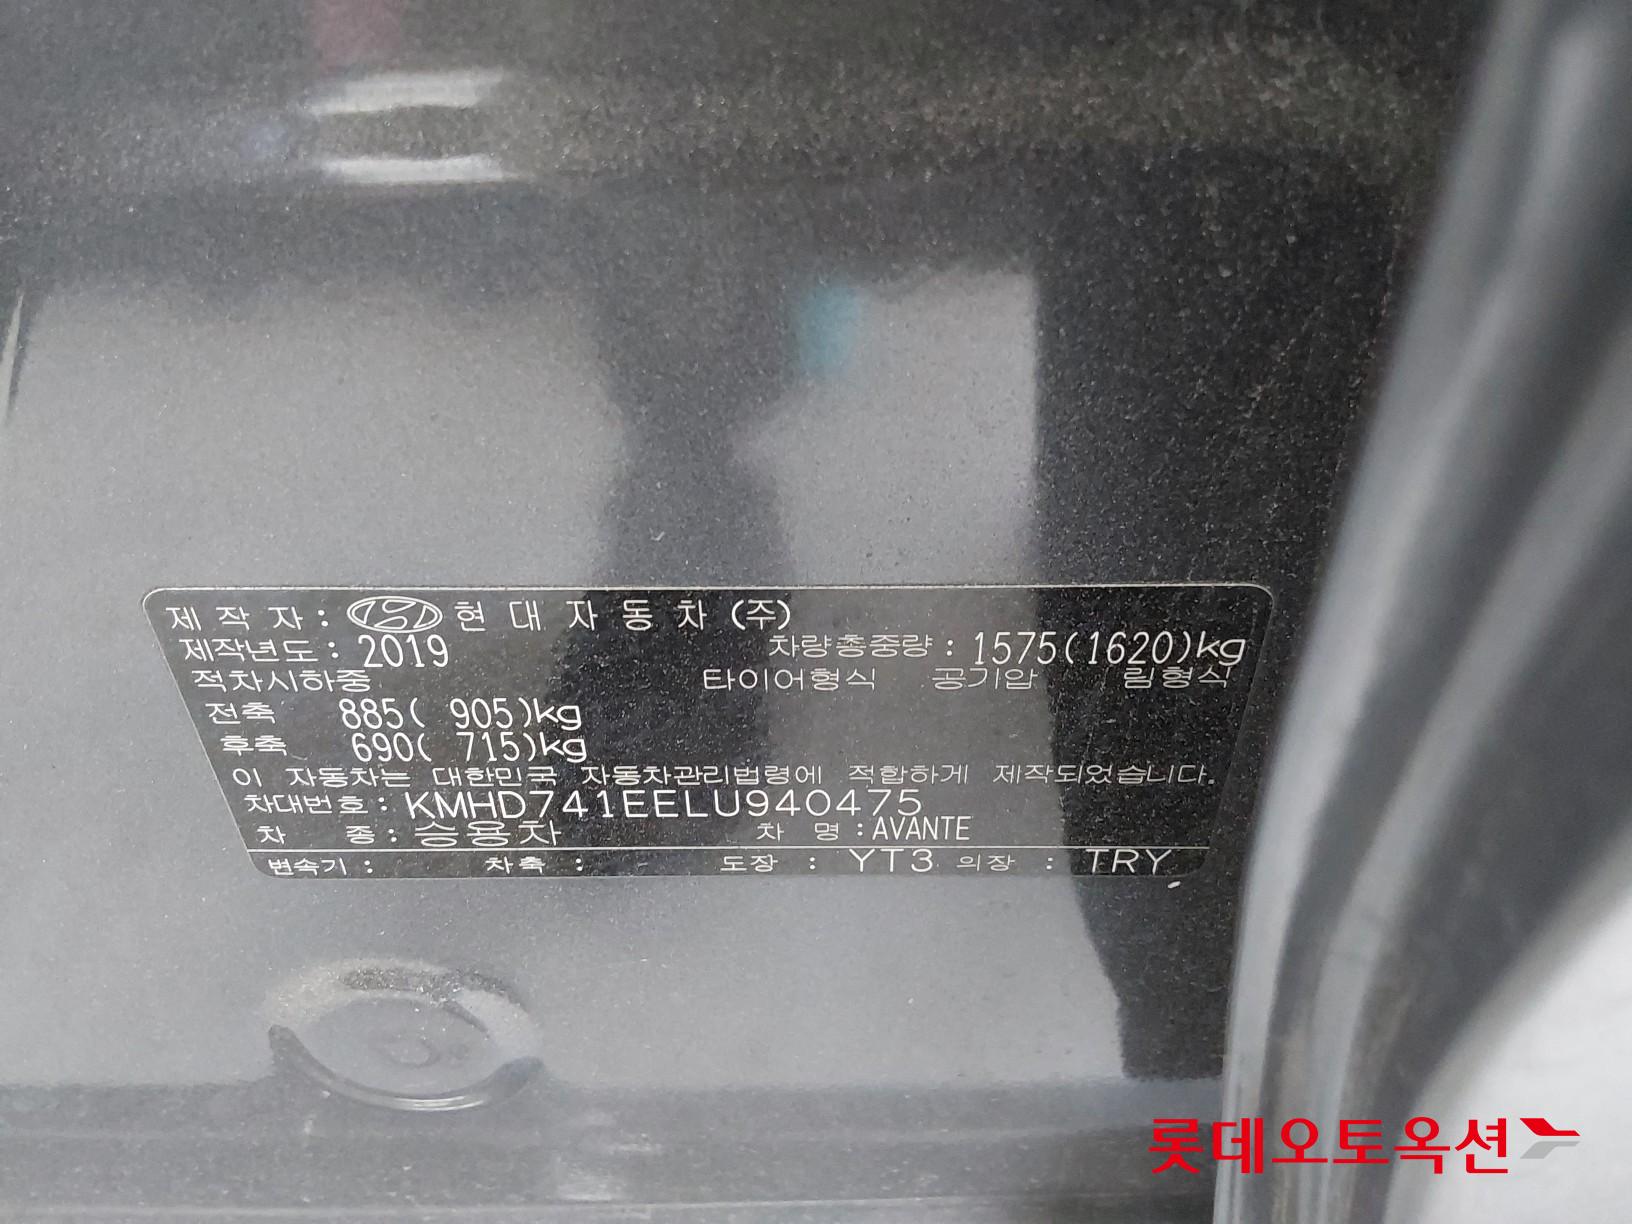 제 작 자 : 현 대 자 동 차 (주)
제작년도 : 2019 차량총중량 : 1575(1620)kg
적차시하중 타이어형식 공기압 림형식
전축 885( 905)kg
후축 690( 715)kg
이 자동차는 대한민국 자동차관리법령에 적합하게 제작되었습니다.
차대번호 : KMHD741EELU940475
차 종 : 승용차 차 명 : AVANTE
변속기 : 차축 : 도장 : YT3 의장 : TRY
롯데오토옥션